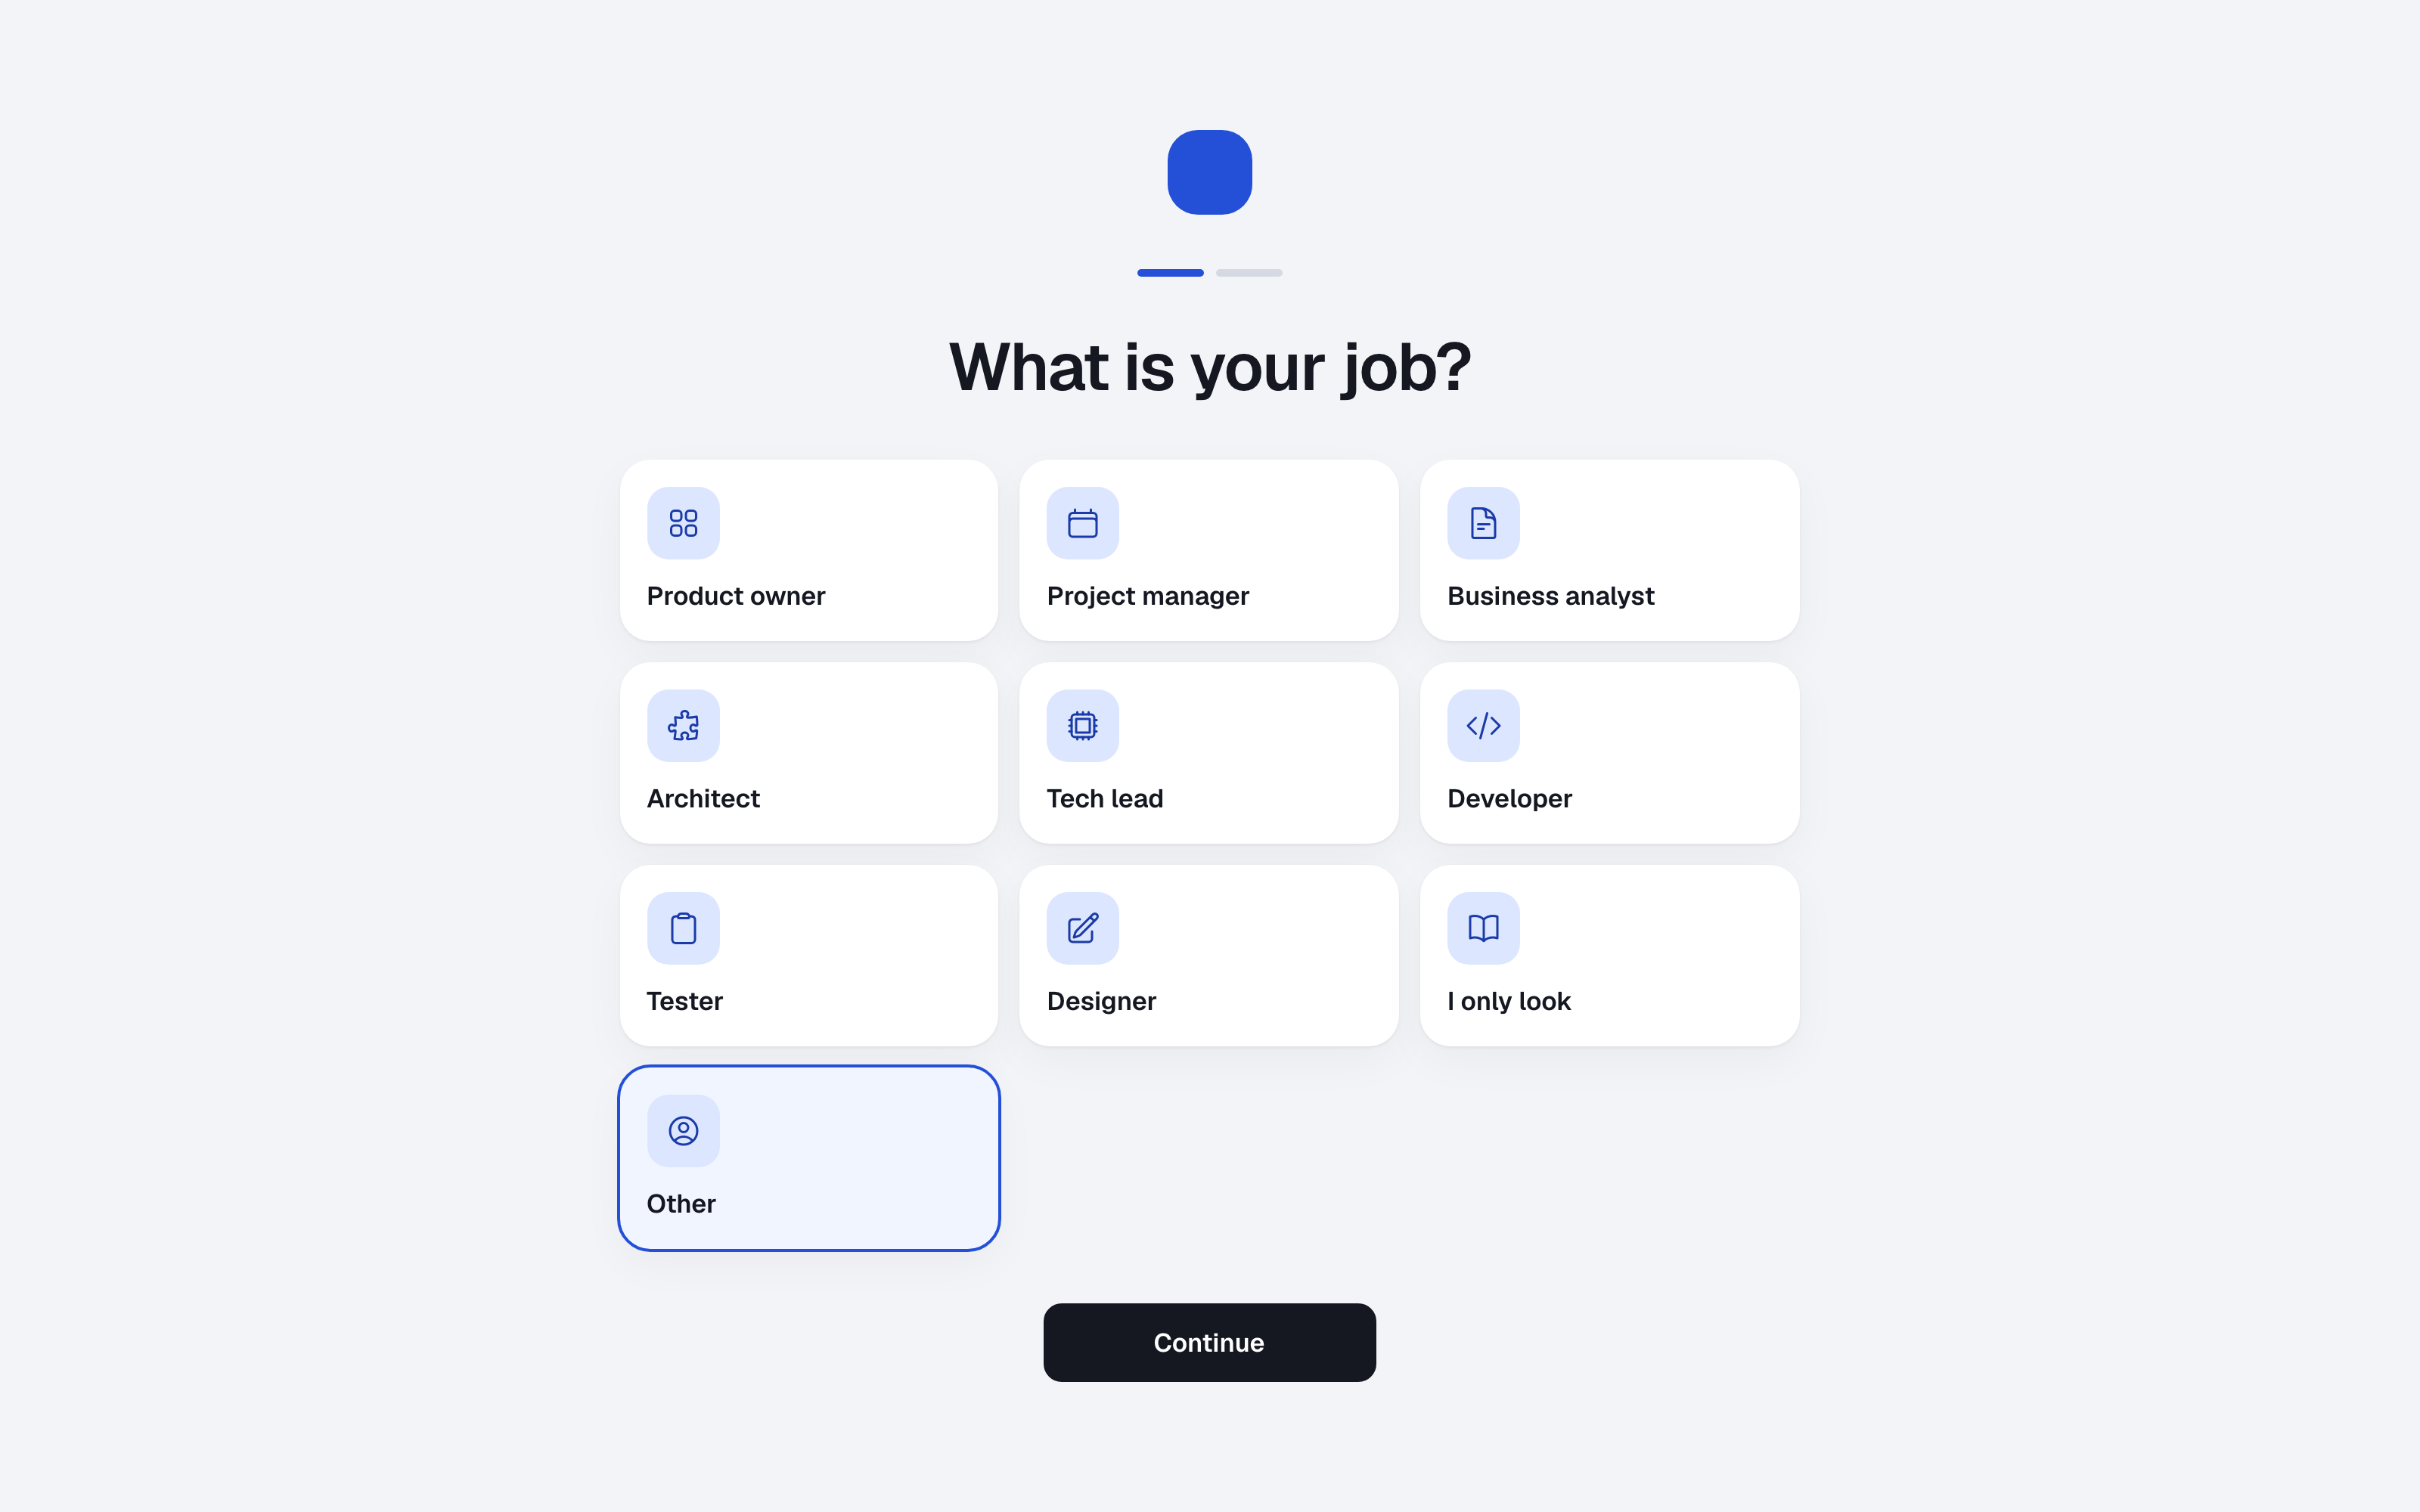 What is your job?
Product owner
Project manager
Business analyst
Architect
Tech lead
Developer
Tester
Designer
I only look
Other
Continue